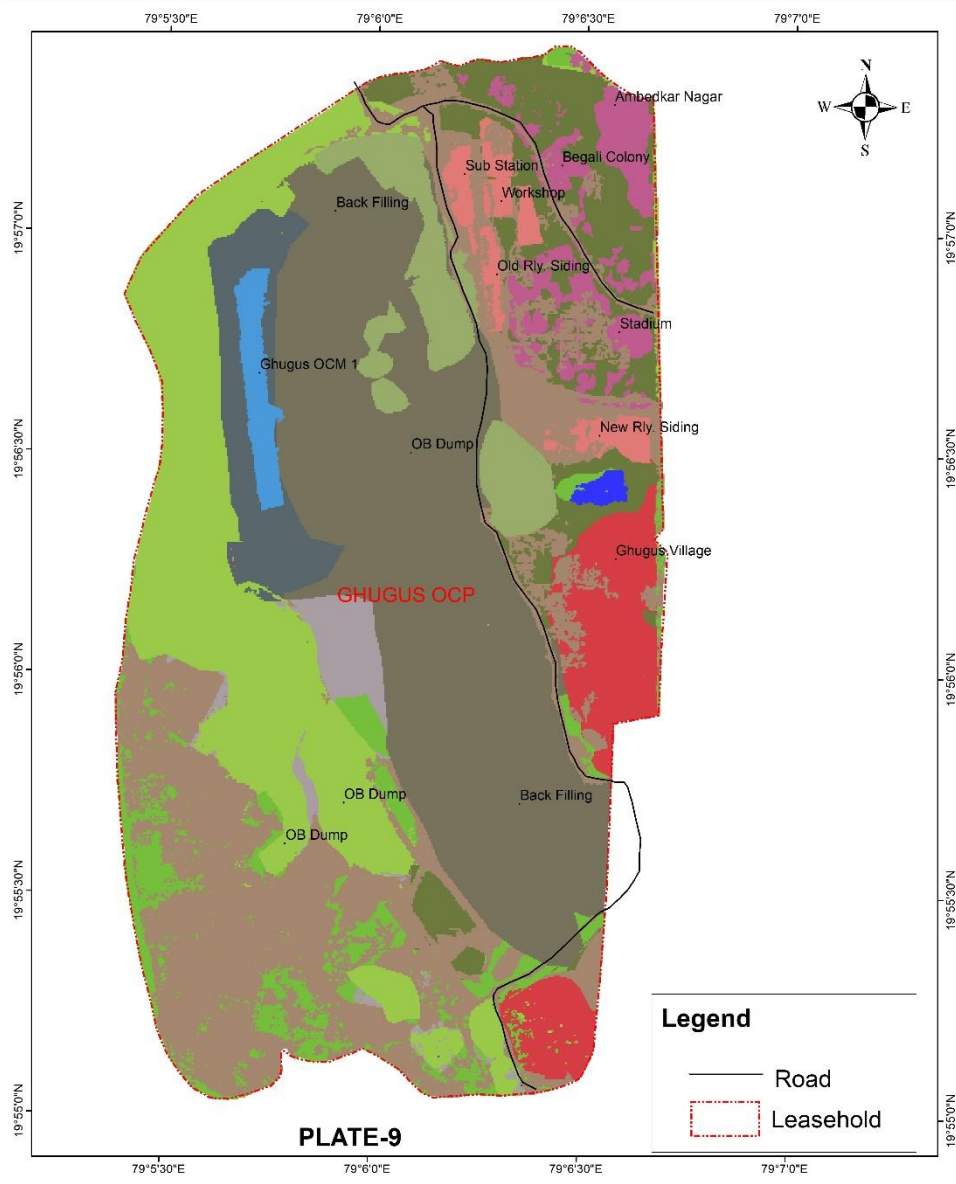 79°5'30"E
79°6'0"E
79°6'30"E
79°7'0"E
N
W
E
S
Ambedkar Nagar
Begali Colony
Sub Station
Workshop
Back Filling
19°57'0"N
19°57'0"N
Old Rly. Siding
Stadium
Ghugus OCM 1
New Rly. Siding
OB Dump
19°56'30"N
19°56'30"N
Ghugus Village
GHUGUS OCP
19°56'0"N
19°56'0"N
OB Dump
Back Filling
OB Dump
19°55'30"N
19°55'30"N
Legend
Road
Leasehold
19°55'0"N
19°55'0"N
PLATE-9
79°5'30"E
79°6'0"E
79°6'30"E
79°7'0"E